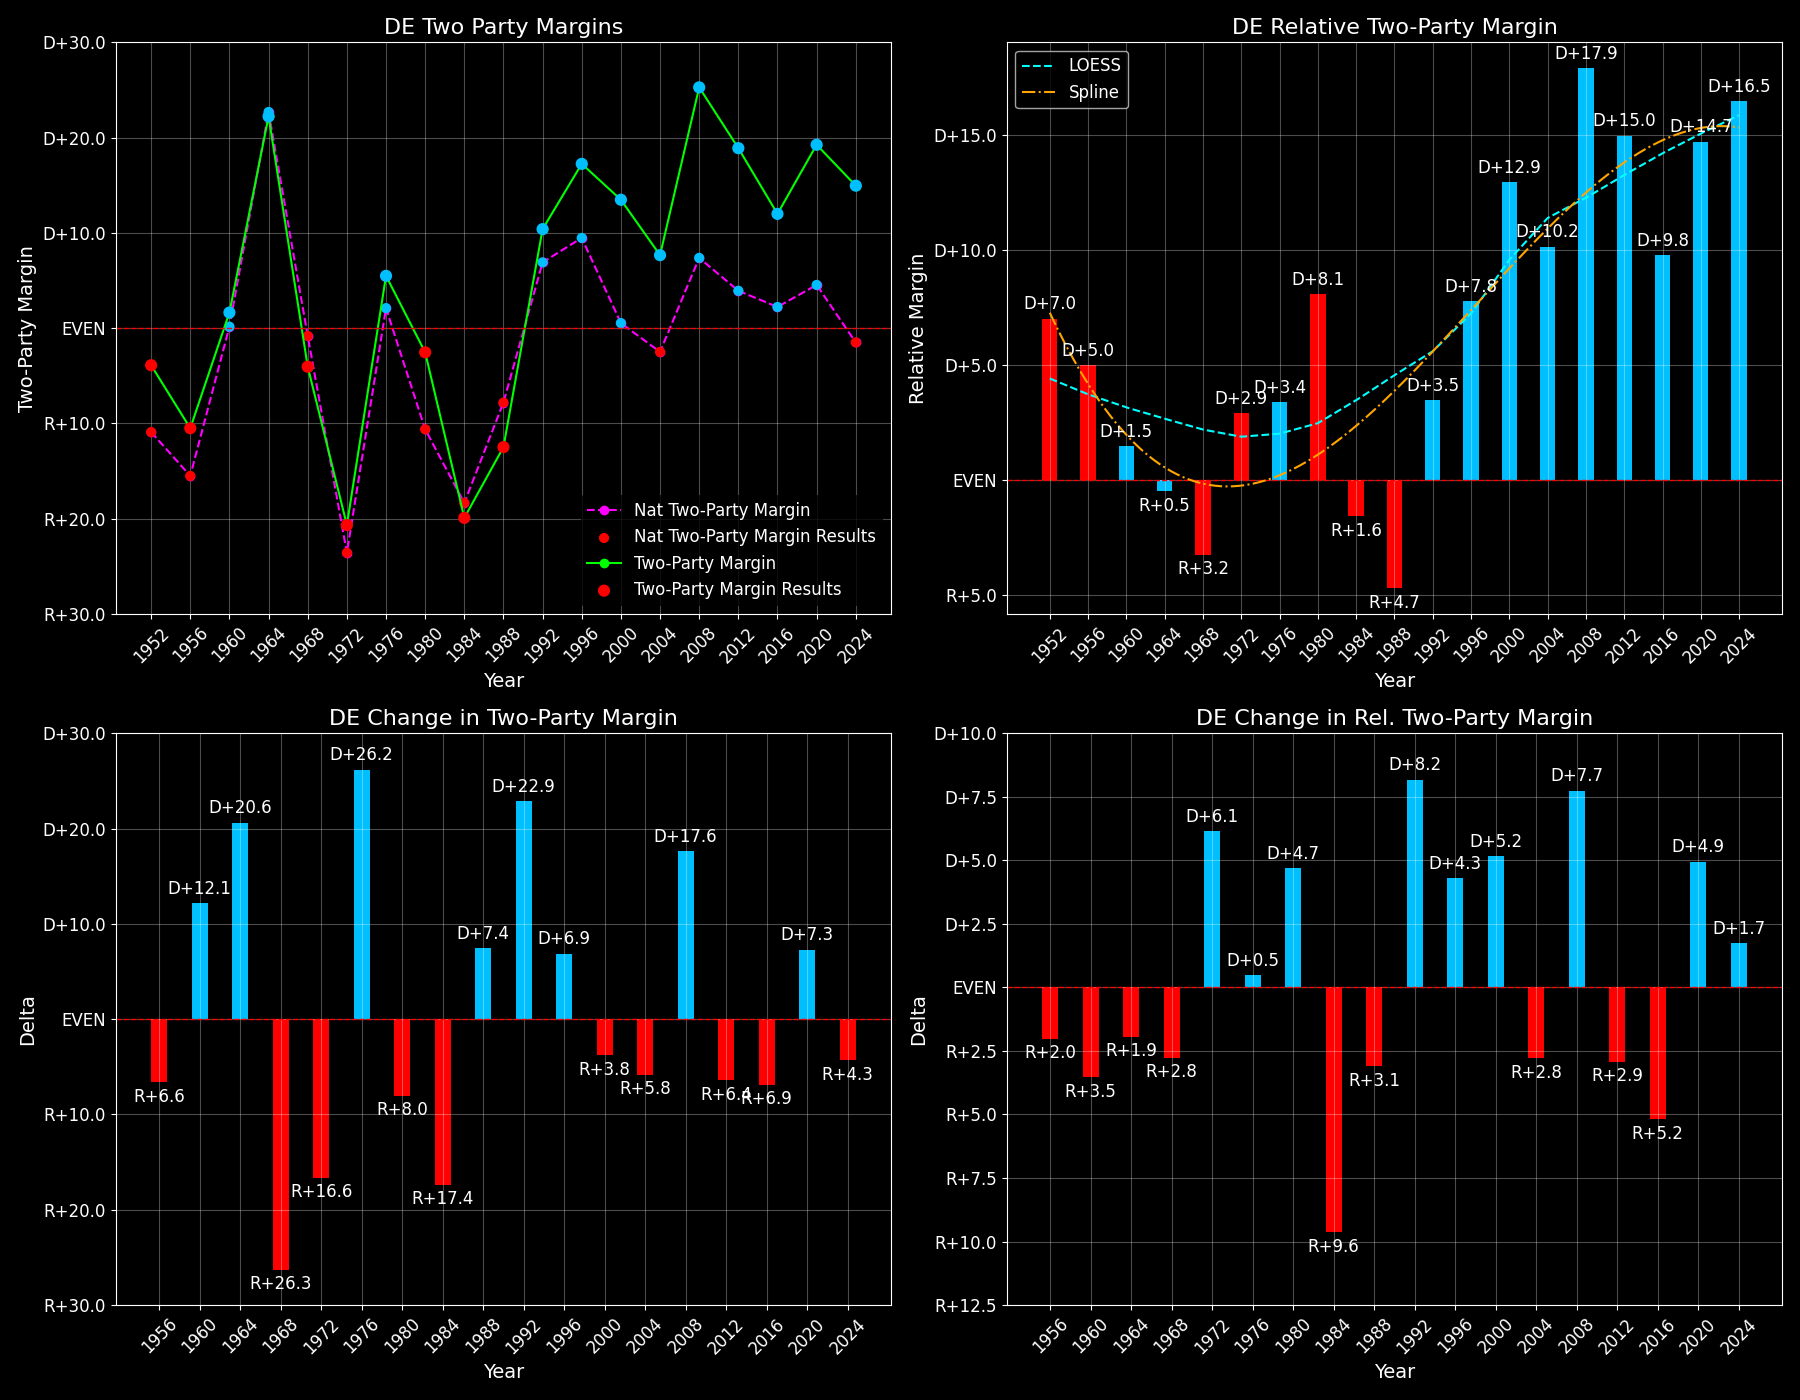 DE Two Party Margins
D+30.0
D+20.0
D+10.0
EVEN
R+10.0
R+20.0
R+30.0
Two-Party Margin
Nat Two-Party Margin
Nat Two-Party Margin Results
Two-Party Margin
Two-Party Margin Results
1952 1956 1960 1964 1968 1972 1976 1980 1984 1988 1992 1996 2000 2004 2008 2012 2016 2020 2024
Year
DE Relative Two-Party Margin
LOESS
Spline
D+15.0
D+10.0
D+5.0
EVEN
R+5.0
Relative Margin
D+7.0
D+5.0
D+1.5
R+0.5
R+3.2
D+2.9
D+3.4
D+8.1
R+1.6
R+4.7
D+3.5
D+7.8
D+12.9
D+10.2
D+17.9
D+15.0
D+9.8
D+14.7
D+16.5
1952 1956 1960 1964 1968 1972 1976 1980 1984 1988 1992 1996 2000 2004 2008 2012 2016 2020 2024
Year
DE Change in Two-Party Margin
D+30.0
D+20.0
D+10.0
EVEN
R+10.0
R+20.0
R+30.0
Delta
R+6.6
D+12.1
D+20.6
R+26.3
R+16.6
D+26.2
R+8.0
R+17.4
D+7.4
D+22.9
D+6.9
R+3.8
R+5.8
D+17.6
R+6.4
R+6.9
D+7.3
R+4.3
1956 1960 1964 1968 1972 1976 1980 1984 1988 1992 1996 2000 2004 2008 2012 2016 2020 2024
Year
DE Change in Rel. Two-Party Margin
D+10.0
D+7.5
D+5.0
D+2.5
EVEN
R+2.5
R+5.0
R+7.5
R+10.0
R+12.5
Delta
R+2.0
R+3.5
R+1.9
R+2.8
D+6.1
D+0.5
D+4.7
R+9.6
R+3.1
D+8.2
D+4.3
D+5.2
R+2.8
D+7.7
R+2.9
R+5.2
D+4.9
D+1.7
1956 1960 1964 1968 1972 1976 1980 1984 1988 1992 1996 2000 2004 2008 2012 2016 2020 2024
Year